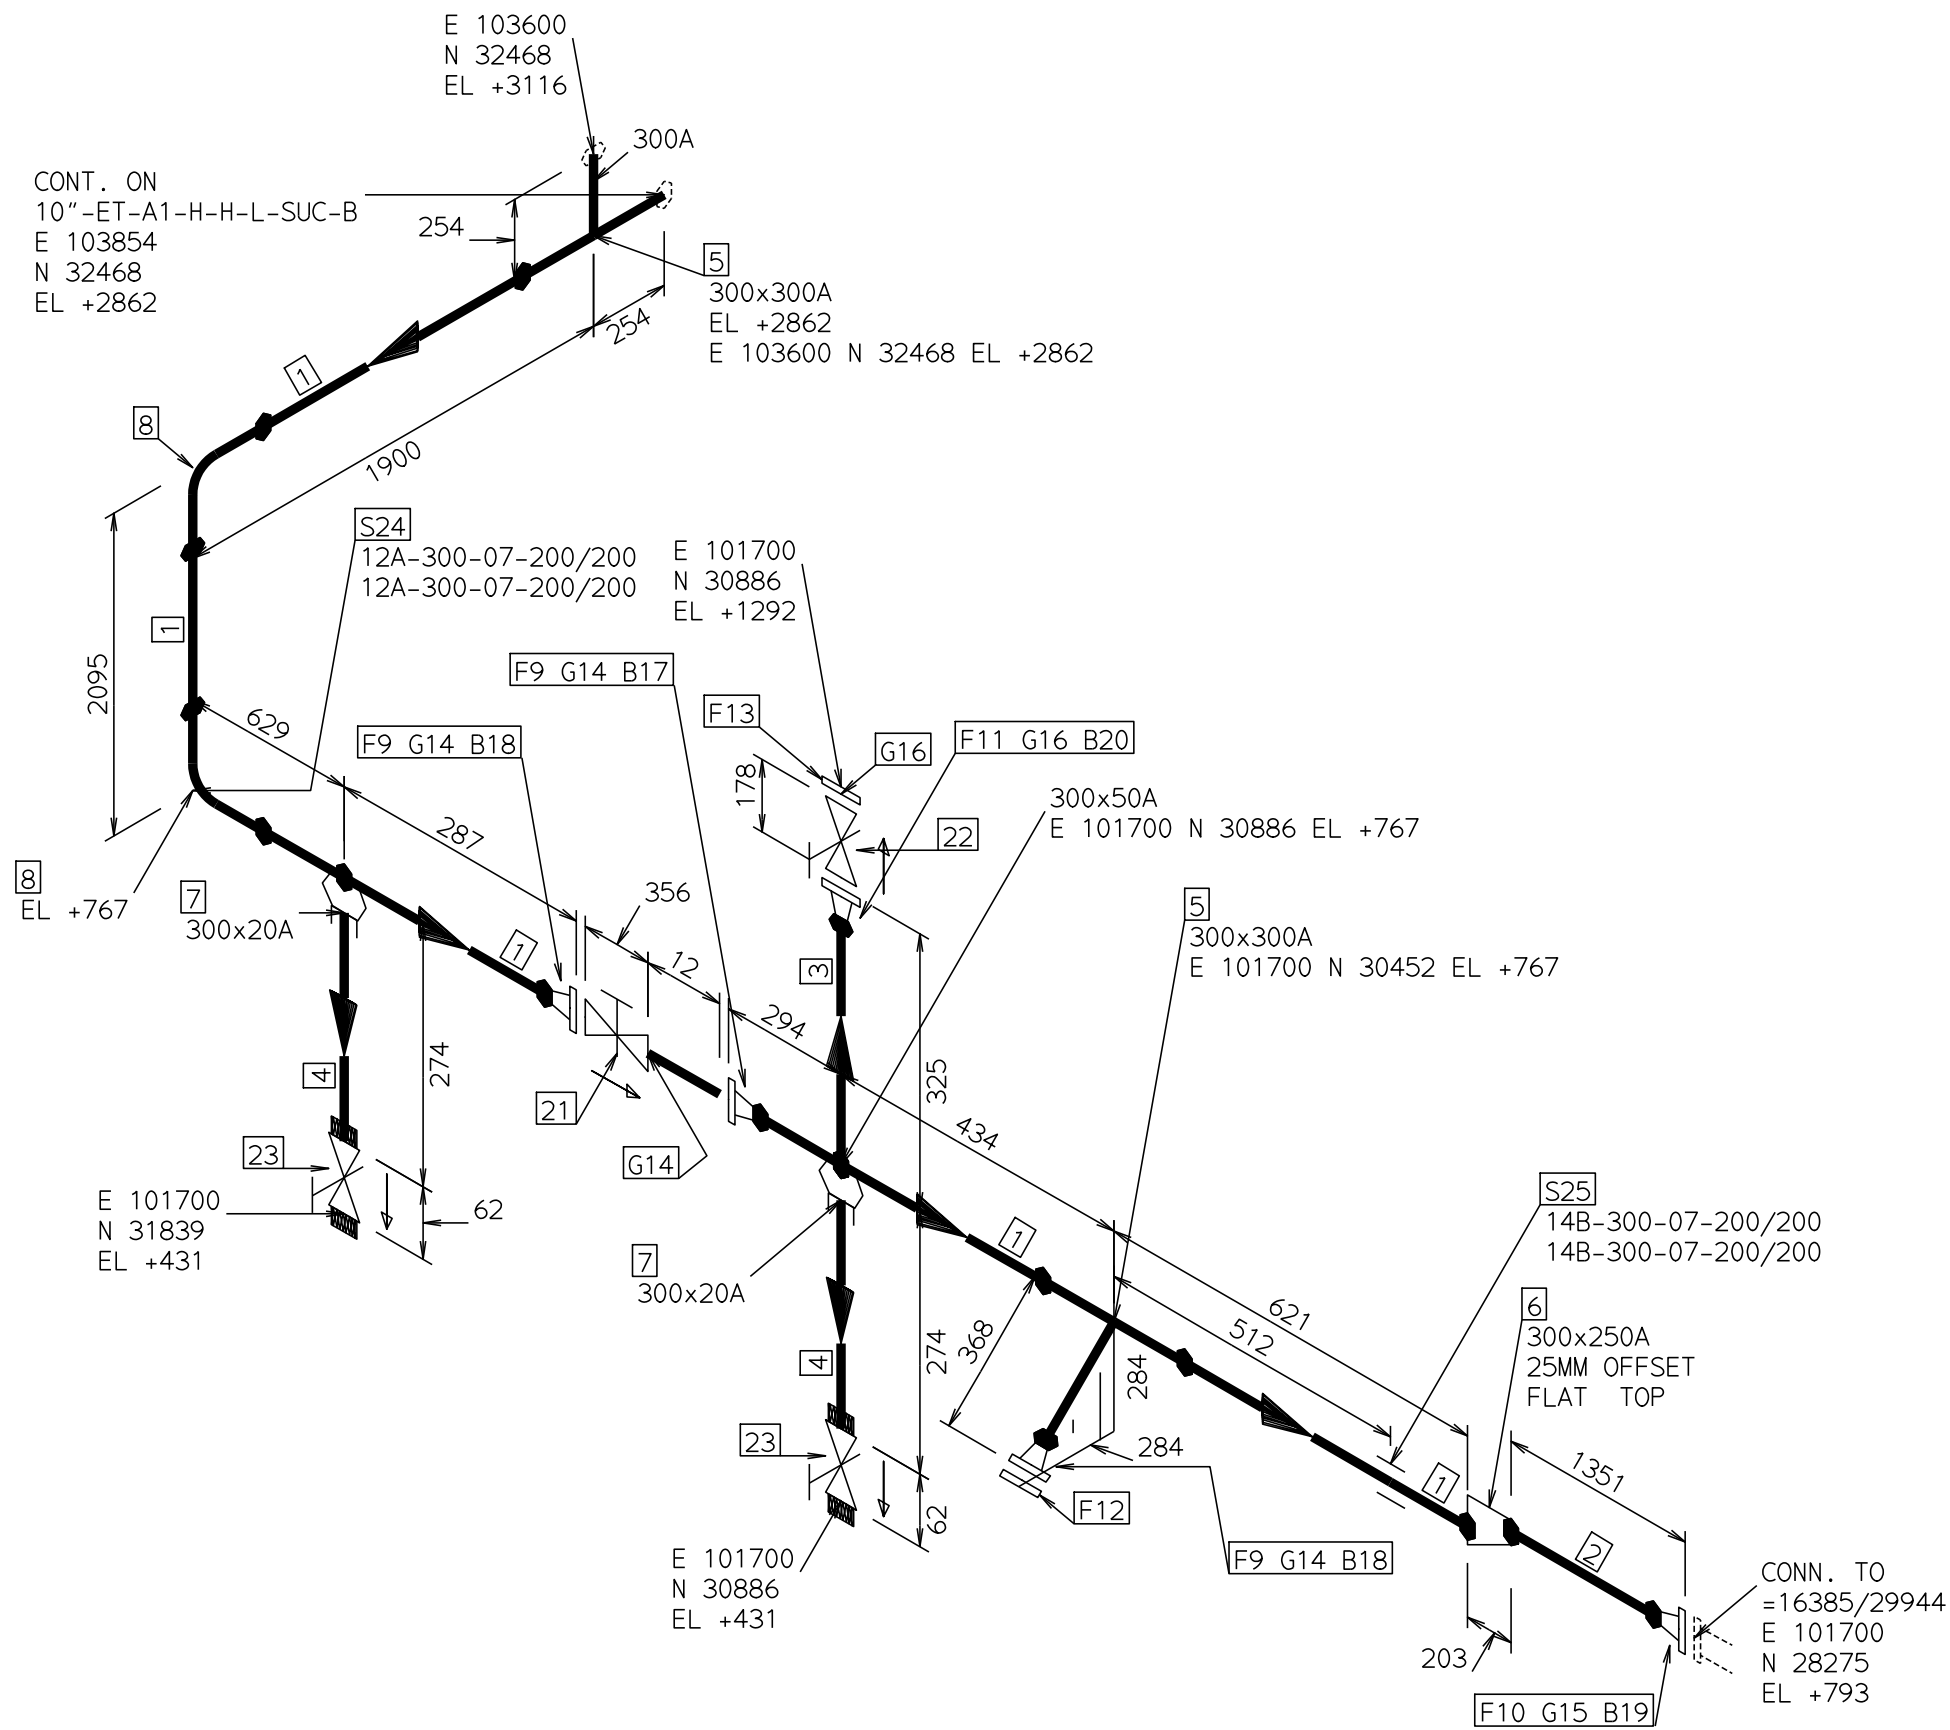 E 103600
N 32468
EL +3116
300A
CONT. ON
10"-ET-A1-H-H-L-SUC-B
E 103854
N 32468
EL +2862
254
5
300x300A
EL +2862
E 103600 N 32468 EL +2862
254
1
8
1900
S24
12A-300-07-200/200
12A-300-07-200/200
E 101700
N 30886
EL +1292
1
2095
F9 G14 B17
629
F9 G14 B18
F13
G16
F11 G16 B20
178
300x50A
E 101700 N 30886 EL +767
22
287
8
EL +767
7
300x20A
356
5
300x300A
E 101700 N 30452 EL +767
1
12
3
294
325
4
274
21
434
23
G14
E 101700
N 31839
EL +431
62
S25
14B-300-07-200/200
14B-300-07-200/200
1
7
300x20A
621
512
6
300x250A
25MM OFFSET
FLAT TOP
368
274
284
4
23
284
1
1351
F12
62
2
E 101700
N 30886
EL +431
F9 G14 B18
CONN. TO
=16385/29944
E 101700
N 28275
EL +793
203
F10 G15 B19